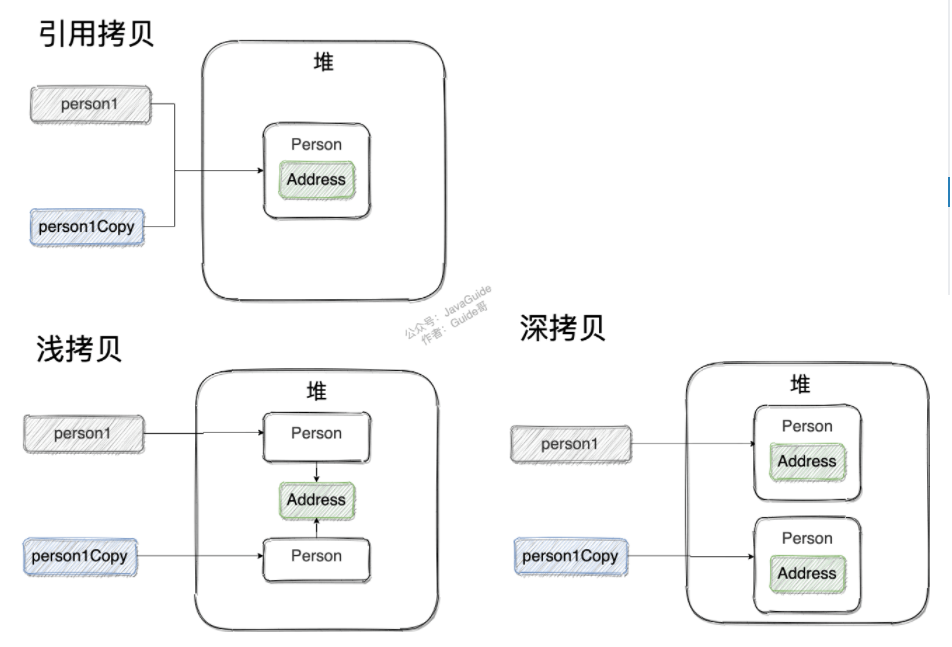 引用拷贝
堆
person1
Person
Address
person1Copy
公众号：JavaGuide
作者：Guide哥
浅拷贝
堆
person1
Person
Address
person1Copy
Person
深拷贝
堆
person1
Person
Address
person1Copy
Person
Address